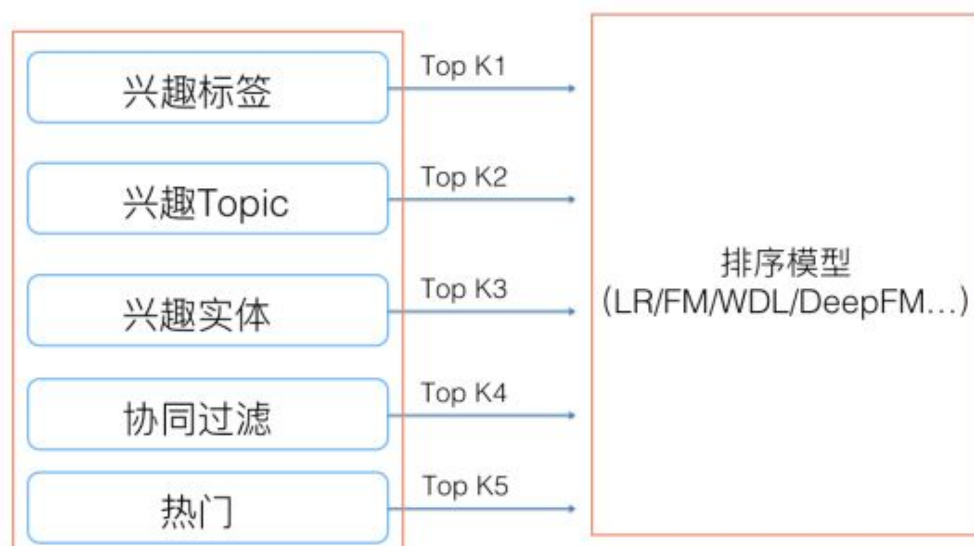 兴趣标签
Top K1
兴趣Topic
Top K2
兴趣实体
Top K3
协同过滤
Top K4
热门
Top K5
排序模型
(LR/FM/WDL/DeepFM...)